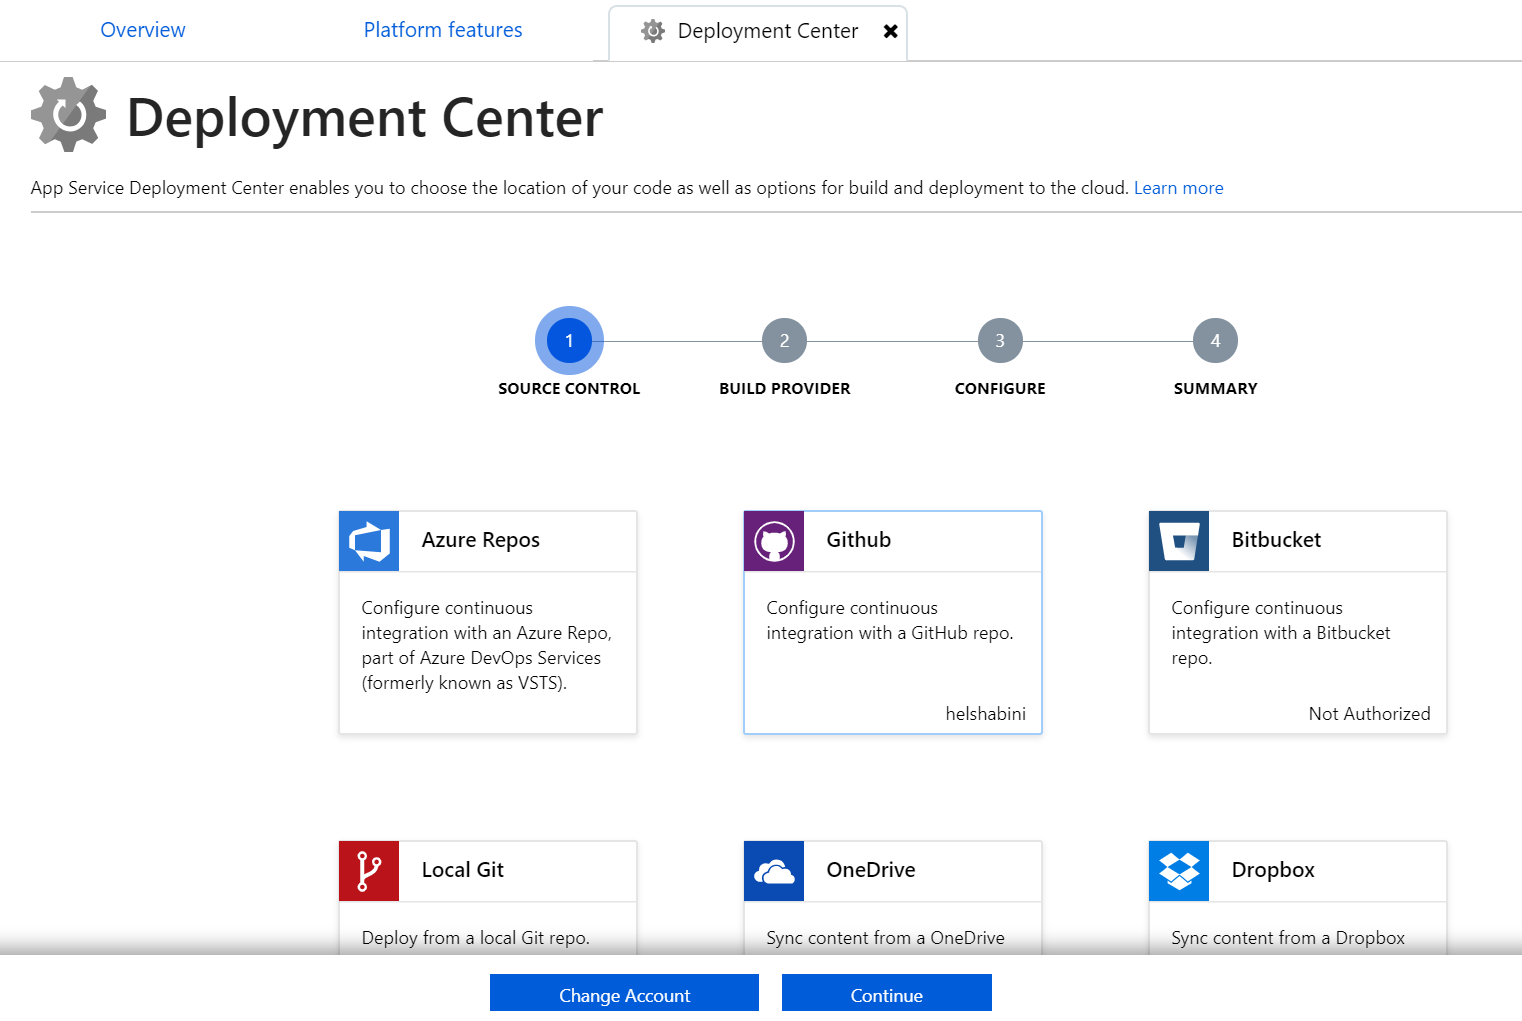 Overview
Platform features
Deployment Center
Deployment Center
App Service Deployment Center enables you to choose the location of your code as well as options for build and deployment to the cloud. Learn more
1
2
3
4
SOURCE CONTROL
BUILD PROVIDER
CONFIGURE
SUMMARY
Azure Repos
Configure continuous
integration with an Azure Repo,
part of Azure DevOps Services
(formerly known as VSTS).
Github
Configure continuous
integration with a GitHub repo.
helshabini
Bitbucket
Configure continuous
integration with a Bitbucket
repo.
Not Authorized
Local Git
Deploy from a local Git repo.
OneDrive
Sync content from a OneDrive
Dropbox
Sync content from a Dropbox
Change Account
Continue